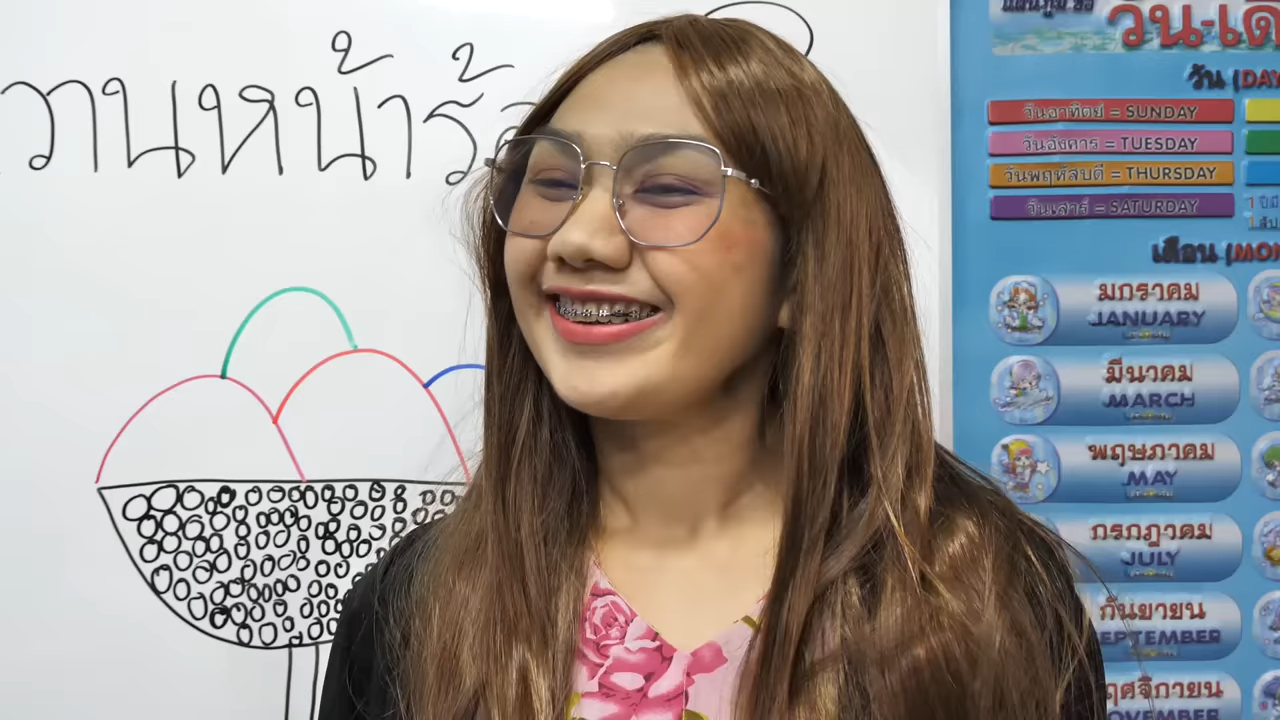 วานหน้าร้อ
วัน-เดื
วัน (DAY
วันอาทิตย์ = SUNDAY
วันอังคาร = TUESDAY
วันพฤหัสบดี = THURSDAY
วันเสาร์ = SATURDAY
1 ปี มี
เดือน (MON
มกราคม
JANUARY
มีนาคม
MARCH
พฤษภาคม
MAY
กรกฎาคม
JULY
กันยายน
SEPTEMBER
พฤศจิกายน
NOVEMBER